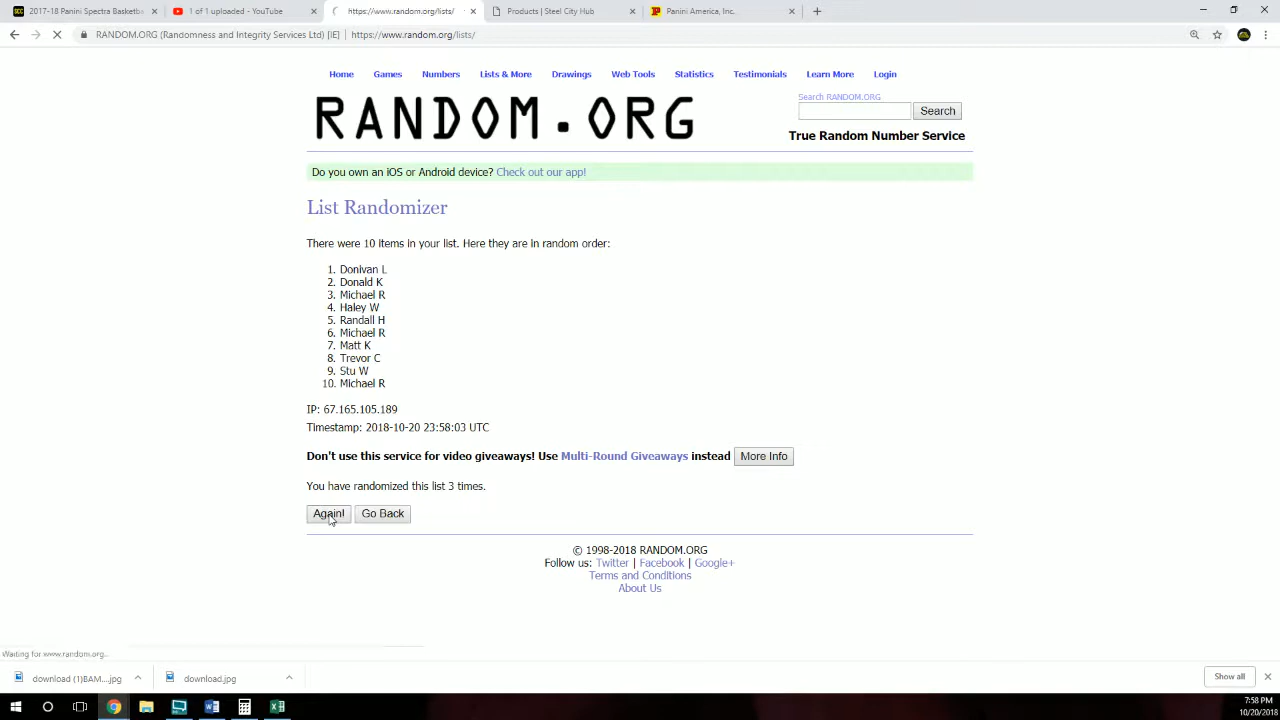 2017-18 Panini Spectra Basketba
1 of 1 uploaded - YouTube
https://www.random.org/lists/
Products | Steel City Hub
Panini America, Inc.
RANDOM.ORG (Randomness and Integrity Services Ltd) [IE] | https://www.random.org/lists/
Home Games Numbers Lists & More Drawings Web Tools Statistics Testimonials Learn More Login
RANDOM.ORG
Search RANDOM.ORG
Search
True Random Number Service
Do you own an iOS or Android device? Check out our app!
List Randomizer
There were 10 items in your list. Here they are in random order:
1. Donivan L
2. Donald K
3. Michael R
4. Haley W
5. Randall H
6. Michael R
7. Matt K
8. Trevor C
9. Stu W
10. Michael R
IP: 67.165.105.189
Timestamp: 2018-10-20 23:58:03 UTC
Don't use this service for video giveaways! Use Multi-Round Giveaways instead More Info
You have randomized this list 3 times.
Again! Go Back
© 1998-2018 RANDOM.ORG
Follow us: Twitter | Facebook | Google+
Terms and Conditions
About Us
Waiting for www.random.org...
download (1)BAM....jpg
download.jpg
Show all
7:58 PM
10/20/2018